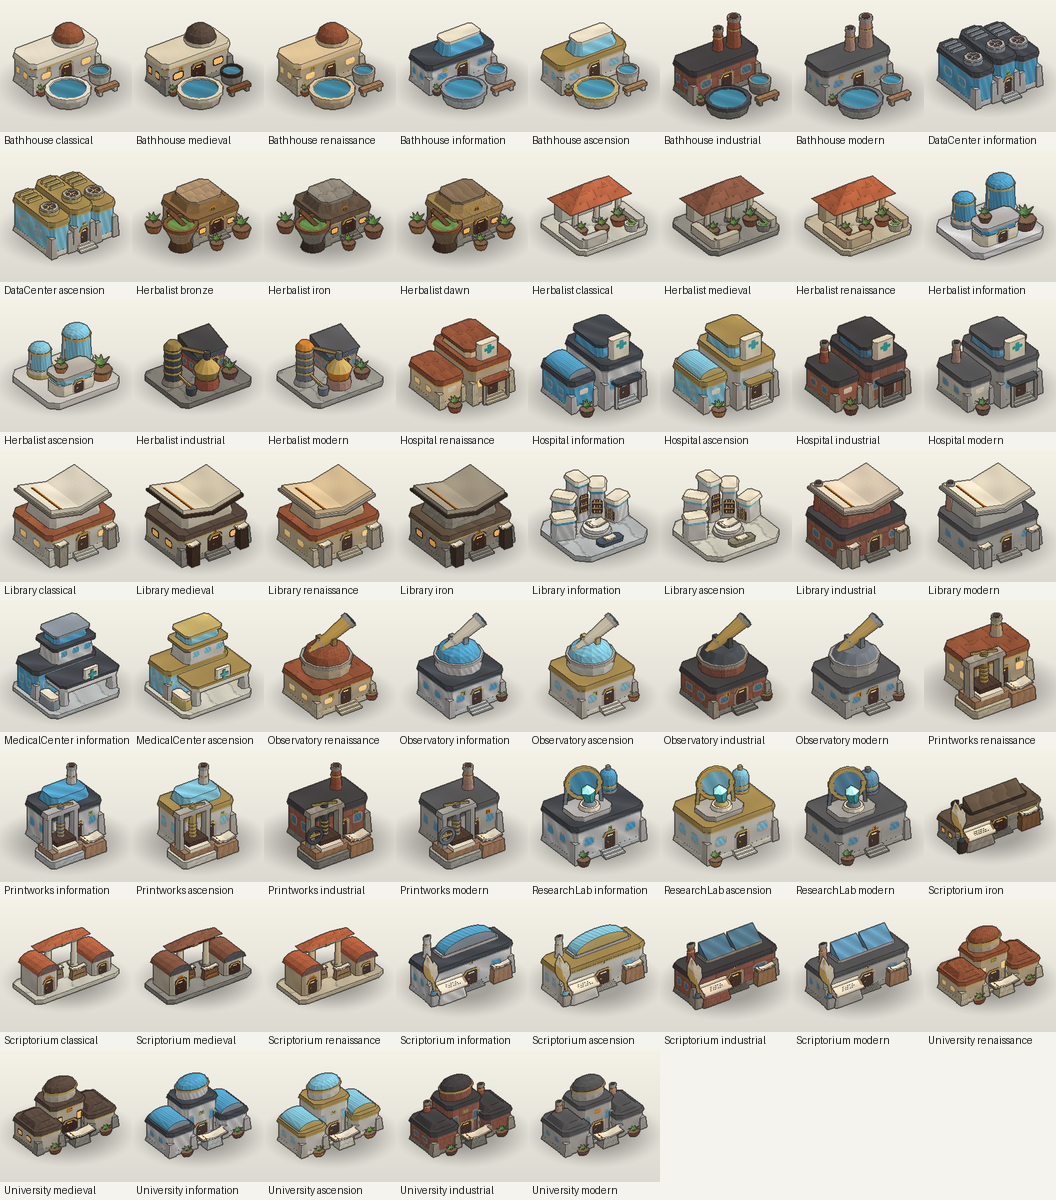 Bathhouse classical
Bathhouse medieval
Bathhouse renaissance
Bathhouse information
Bathhouse ascension
Bathhouse industrial
Bathhouse modern
DataCenter information
DataCenter ascension
Herbalist bronze
Herbalist iron
Herbalist dawn
Herbalist classical
Herbalist medieval
Herbalist renaissance
Herbalist information
Herbalist ascension
Herbalist industrial
Herbalist modern
Hospital renaissance
Hospital information
Hospital ascension
Hospital industrial
Hospital modern
Library classical
Library medieval
Library renaissance
Library iron
Library information
Library ascension
Library industrial
Library modern
MedicalCenter information
MedicalCenter ascension
Observatory renaissance
Observatory information
Observatory ascension
Observatory industrial
Observatory modern
Printworks renaissance
Printworks information
Printworks ascension
Printworks industrial
Printworks modern
ResearchLab information
ResearchLab ascension
ResearchLab modern
Scriptorium iron
Scriptorium classical
Scriptorium medieval
Scriptorium renaissance
Scriptorium information
Scriptorium ascension
Scriptorium industrial
Scriptorium modern
University renaissance
University medieval
University information
University ascension
University industrial
University modern